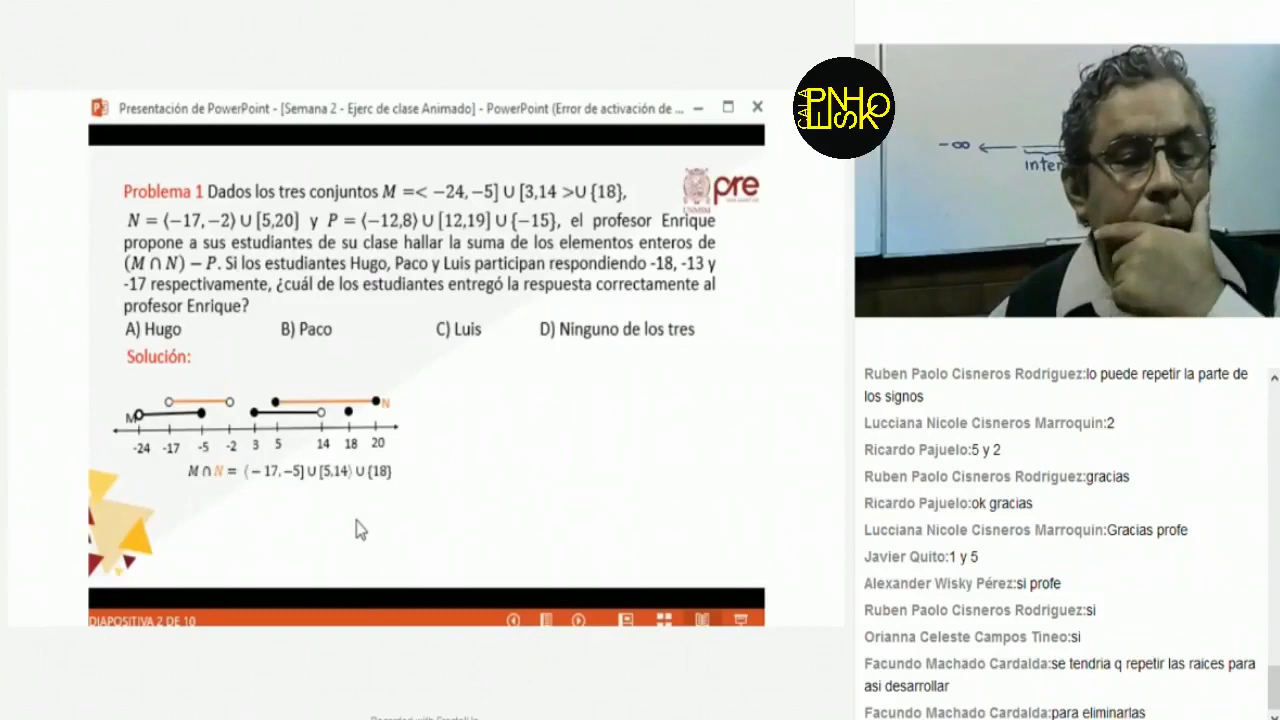 Presentación de PowerPoint - [Semana 2 - Ejerc de clase Animado] - PowerPoint (Error de activación de ...
CALA
PNHO
ESK
-∞ ←
inter
Problema 1 Dados los tres conjuntos M =< −24, −5] ∪ [3,14 >∪ {18},
N = ⟨−17, −2⟩ ∪ [5,20] y P = ⟨−12,8⟩ ∪ [12,19] ∪ {−15}, el profesor Enrique
propone a sus estudiantes de su clase hallar la suma de los elementos enteros de
(M ∩ N) − P. Si los estudiantes Hugo, Paco y Luis participan respondiendo -18, -13 y
-17 respectivamente, ¿cuál de los estudiantes entregó la respuesta correctamente al
profesor Enrique?
pre
UNMSM
A) Hugo B) Paco C) Luis D) Ninguno de los tres
Solución:
M N
-24 -17 -5 -2 3 5 14 18 20
M ∩ N = ⟨−17, −5] ∪ [5,14⟩ ∪ {18}
DIAPOSITIVA 2 DE 10
Ruben Paolo Cisneros Rodriguez:lo puede repetir la parte de
los signos
Lucciana Nicole Cisneros Marroquin:2
Ricardo Pajuelo:5 y 2
Ruben Paolo Cisneros Rodriguez:gracias
Ricardo Pajuelo:ok gracias
Lucciana Nicole Cisneros Marroquin:Gracias profe
Javier Quito:1 y 5
Alexander Wisky Pérez:si profe
Ruben Paolo Cisneros Rodriguez:si
Orianna Celeste Campos Tineo:si
Facundo Machado Cardalda:se tendria q repetir las raices para
asi desarrollar
Facundo Machado Cardalda:para eliminarlas